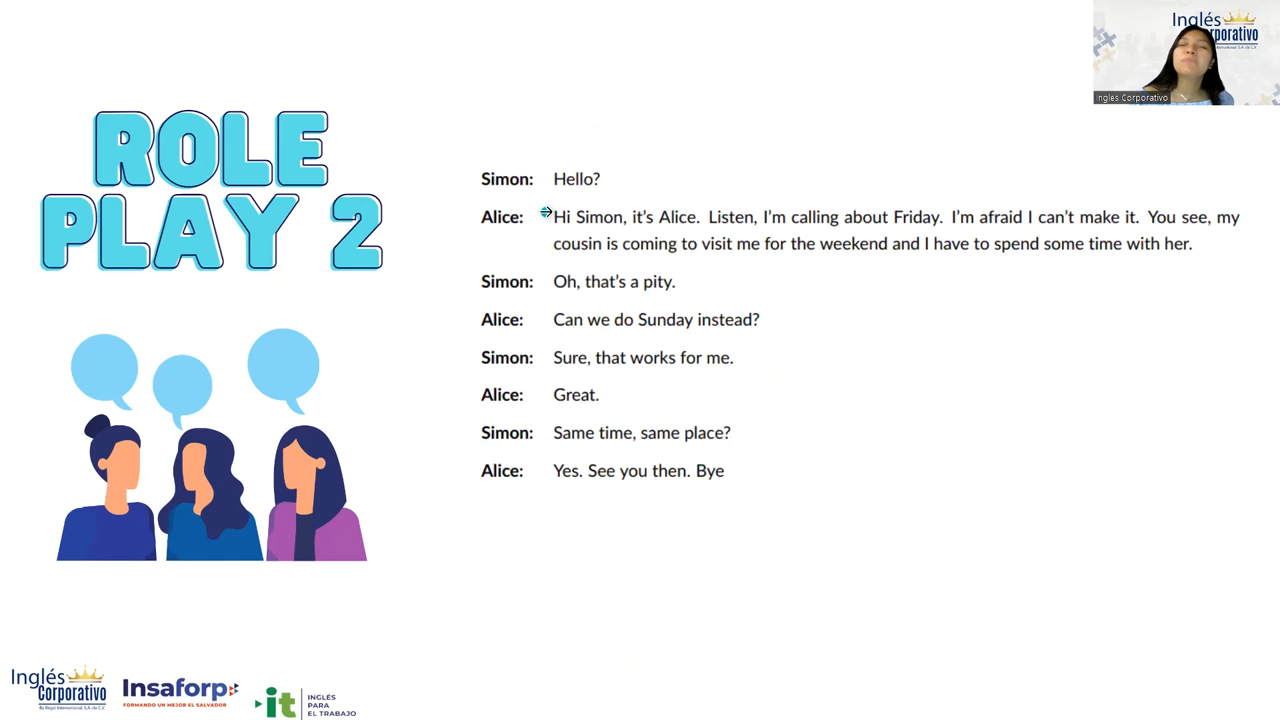 Inglés
Corporativo
Ingles Corporativo
ROLE
PLAY 2
Simon: Hello?
Alice: Hi Simon, it's Alice. Listen, I'm calling about Friday. I'm afraid I can't make it. You see, my
cousin is coming to visit me for the weekend and I have to spend some time with her.
Simon: Oh, that's a pity.
Alice: Can we do Sunday instead?
Simon: Sure, that works for me.
Alice: Great.
Simon: Same time, same place?
Alice: Yes. See you then. Bye
Inglés
Corporativo
By Regal International, S.A. de C.V.
Insaforp
FORMANDO UN MEJOR EL SALVADOR
it
INGLÉS
PARA
EL TRABAJO